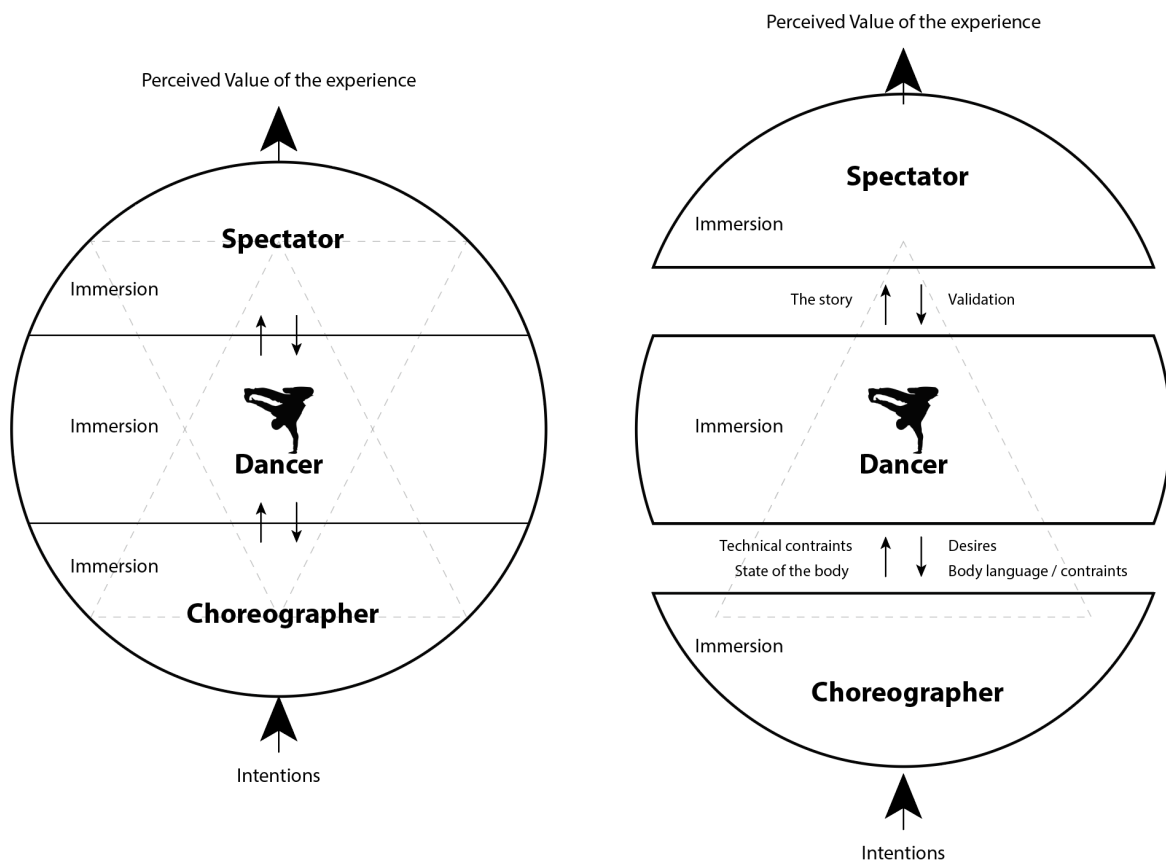 Perceived Value of the experience
Spectator
Immersion
Immersion
Dancer
Immersion
Choreographer
Intentions
Perceived Value of the experience
Spectator
Immersion
The story
Validation
Immersion
Dancer
Technical contraints
Desires
State of the body
Body language / contraints
Immersion
Choreographer
Intentions